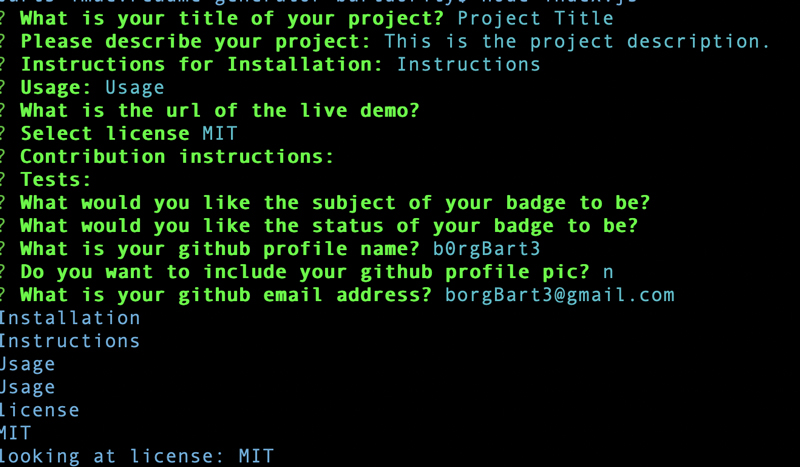 ? What is your title of your project? Project Title
? Please describe your project: This is the project description.
? Instructions for Installation: Instructions
? Usage: Usage
? What is the url of the live demo?
? Select license MIT
? Contribution instructions:
? Tests:
? What would you like the subject of your badge to be?
? What would you like the status of your badge to be?
? What is your github profile name? b0rgBart3
? Do you want to include your github profile pic? n
? What is your github email address? borgBart3@gmail.com
Installation
Instructions
Usage
Usage
license
MIT
looking at license: MIT